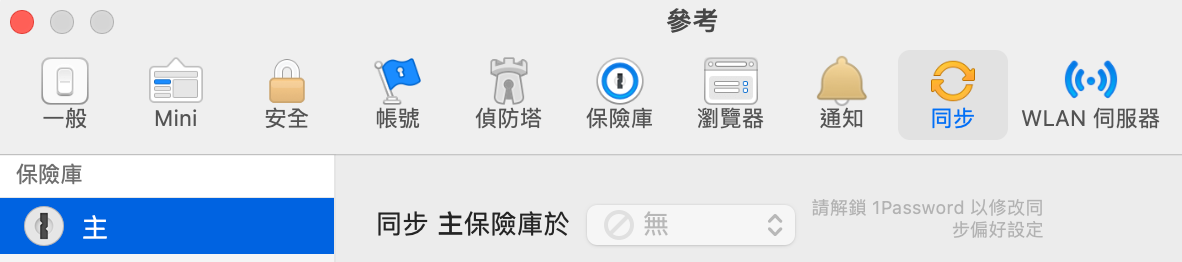 參考
一般
Mini
安全
帳號
偵防塔
保險庫
瀏覽器
通知
同步
WLAN 伺服器
保險庫
主
同步 主保險庫於
無
請解鎖 1Password 以修改同
步偏好設定